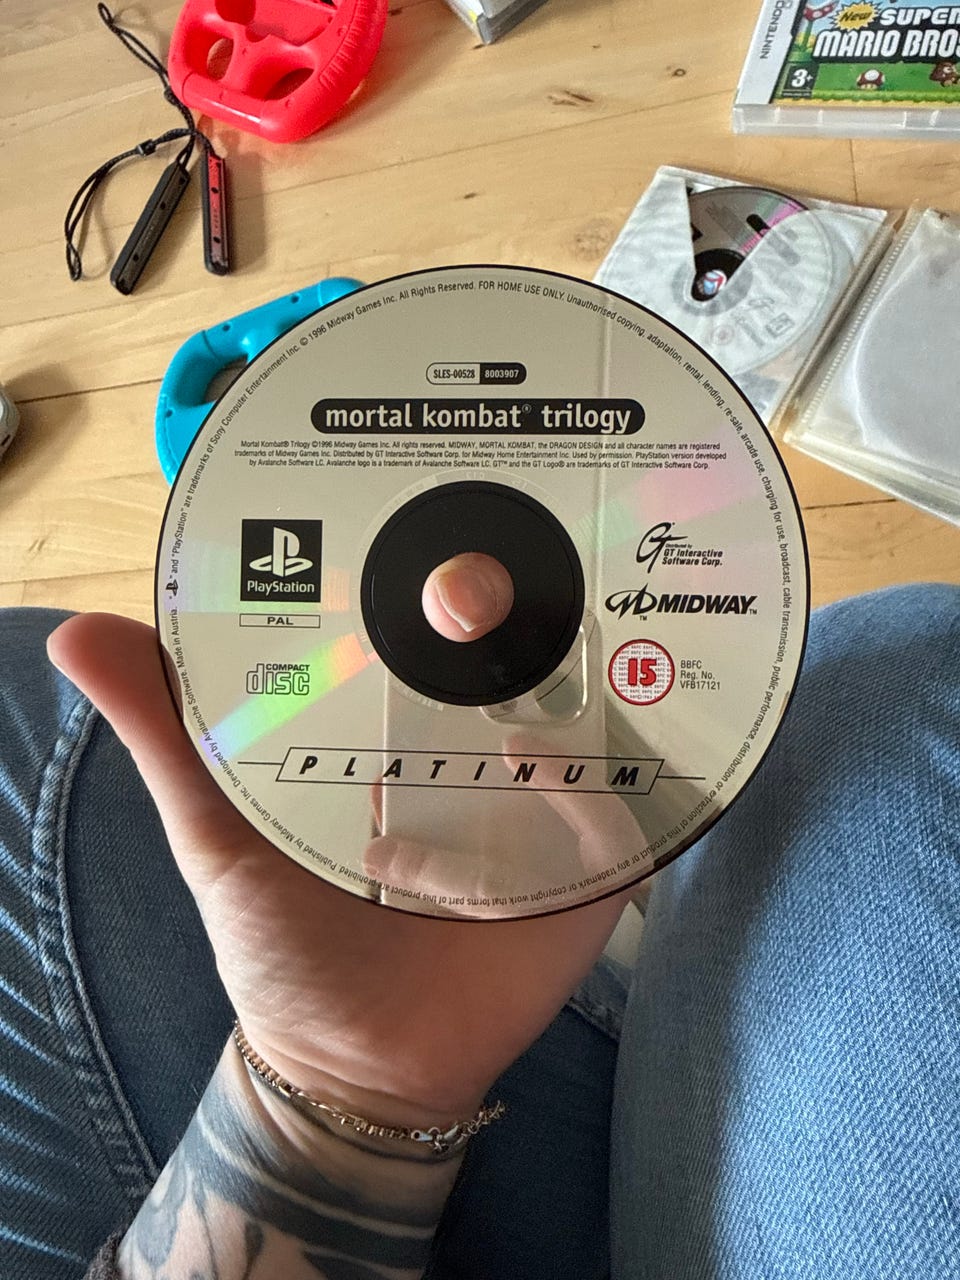 NINTENDO
New SUPER
MARIO BROS
3+
"PlayStation" are trademarks of Sony Computer Entertainment Inc. © 1996 Midway Games Inc. All Rights Reserved. FOR HOME USE ONLY. Unauthorised copying, adaptation, rental, lending, re-sale, arcade use, charging for use, broadcast, cable transmission, public performance, distribution or extraction of this product or any trademark or copyright work that forms part of this product are prohibited. Published by Midway Games Inc. Developed by Avalanche Software. Made in Austria.
SLES-00528 8003907
mortal kombat® trilogy
Mortal Kombat® Trilogy ©1996 Midway Games Inc. All rights reserved. MIDWAY, MORTAL KOMBAT, the DRAGON DESIGN and all character names are registered
trademarks of Midway Games Inc. Distributed by GT Interactive Software Corp. for Midway Home Entertainment Inc. Used by permission. PlayStation version developed
by Avalanche Software LC. Avalanche logo is a trademark of Avalanche Software LC. GT™ and the GT Logo® are trademarks of GT Interactive Software Corp.
PlayStation
PAL
COMPACT
disc
GT
Distributed by
GT Interactive
Software Corp.
MIDWAY™
15
BBFC
Reg. No.
VFB17121
PLATINUM